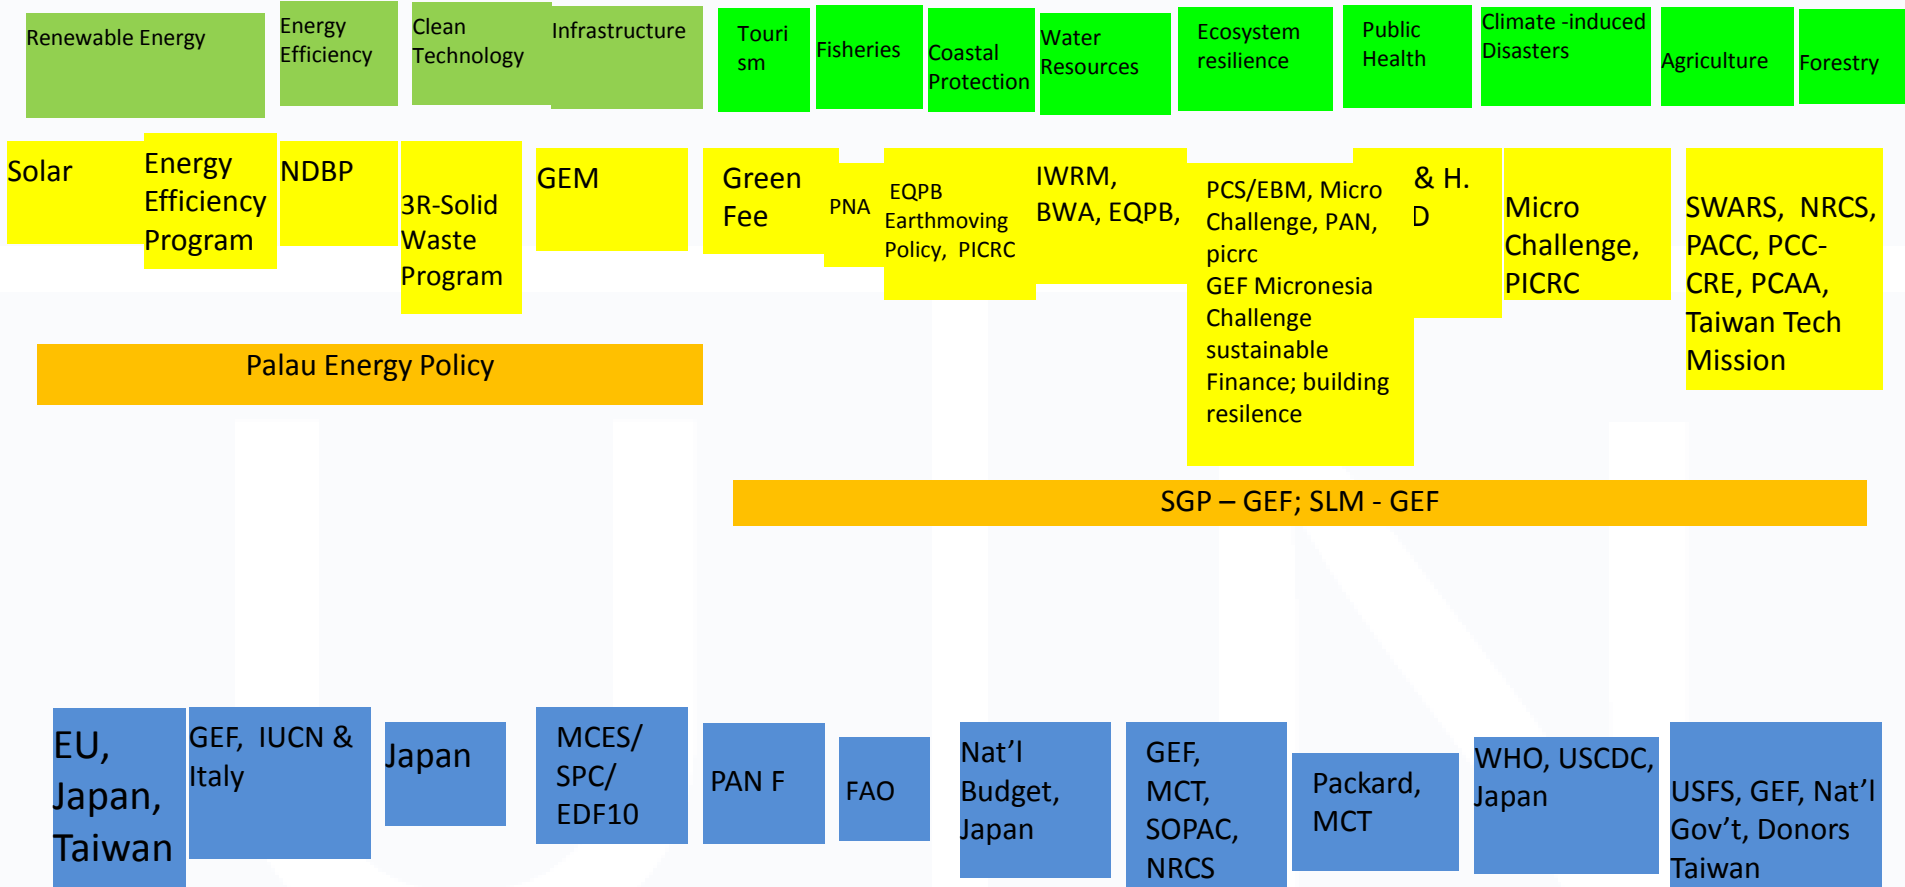 Renewable Energy
Energy
Efficiency
Clean
Technology
Infrastructure
Touri
sm
Fisheries
Coastal
Protection
Water
Resources
Ecosystem
resilience
Public
Health
Climate -induced
Disasters
Agriculture
Forestry
Solar
Energy
Efficiency
Program
NDBP
3R-Solid
Waste
Program
GEM
Green
Fee
PNA
EQPB
Earthmoving
Policy, PICRC
IWRM,
BWA, EQPB,
PCS/EBM, Micro
Challenge, PAN,
picrc
GEF Micronesia
Challenge
sustainable
Finance; building
resilence
& H.
Micro
Challenge,
PICRC
SWARS, NRCS,
PACC, PCC-
CRE, PCAA,
Taiwan Tech
Mission
Palau Energy Policy
SGP – GEF; SLM - GEF
EU,
Japan,
Taiwan
GEF, IUCN &
Italy
Japan
MCES/
SPC/
EDF10
PAN F
FAO
Nat'l
Budget,
Japan
GEF,
MCT,
SOPAC,
NRCS
Packard,
MCT
WHO, USCDC,
Japan
USFS, GEF, Nat'l
Gov't, Donors
Taiwan